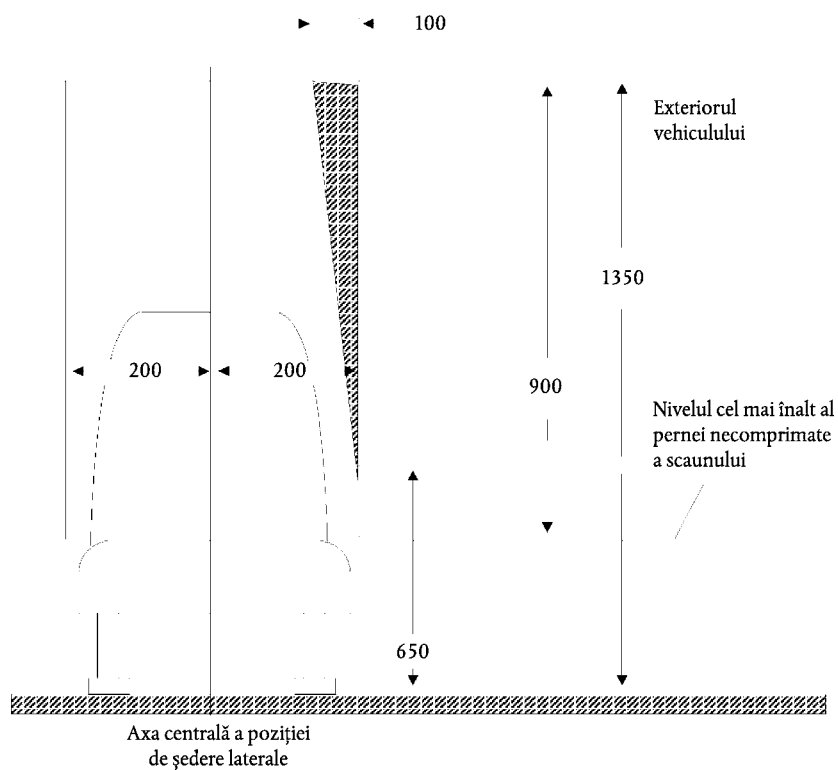 100
Exteriorul
vehiculului
1350
200
200
900
Nivelul cel mai înalt al
pernei necomprimate
a scaunului
650
Axa centrală a poziției
de ședere laterale